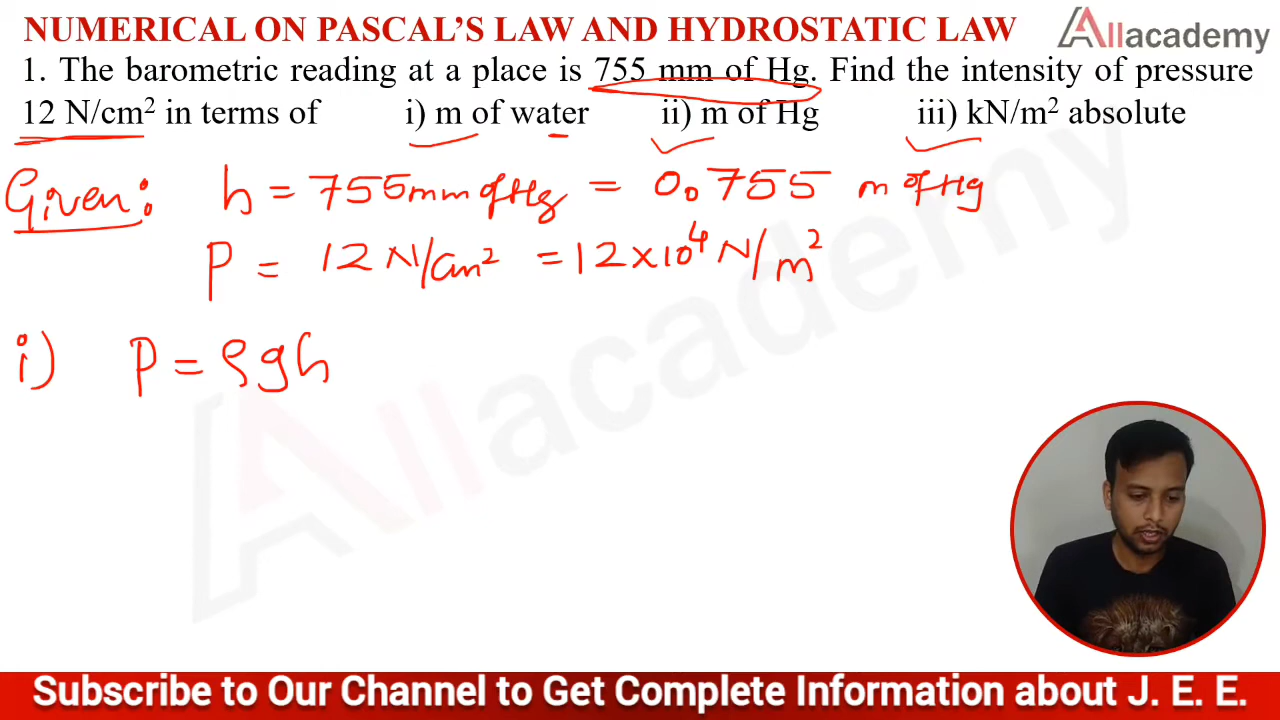 NUMERICAL ON PASCAL'S LAW AND HYDROSTATIC LAW
Allacademy
1. The barometric reading at a place is 755 mm of Hg. Find the intensity of pressure
12 N/cm² in terms of i) m of water ii) m of Hg iii) kN/m² absolute
Given: h = 755mm of Hg = 0.755 m of Hg
P = 12 N/cm² = 12×10⁴ N/m²
i) P = ρgh
Allacademy
Subscribe to Our Channel to Get Complete Information about J. E. E.